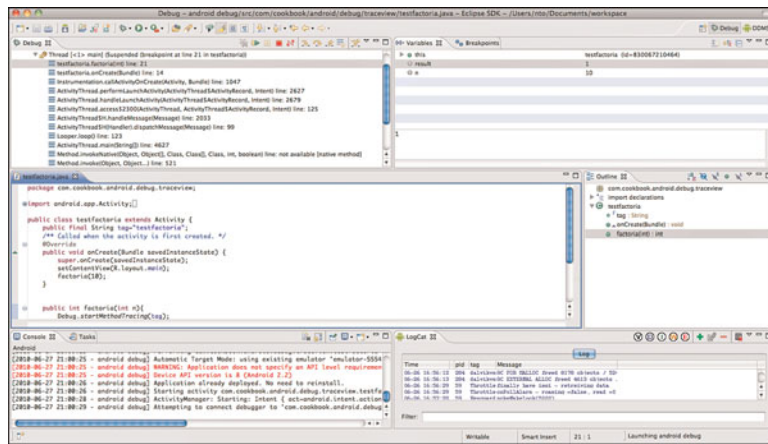 Debug - android debug/src/com/cookbook/android/debug/traceview/testfactoria.java - Eclipse SDK - /Users/nto/Documents/workspace
Debug DDMS
Debug
Thread [<1> main] (Suspended (breakpoint at line 21 in testfactoria))
testfactoria.factoria(int) line: 21
testfactoria.onCreate(Bundle) line: 14
Instrumentation.callActivityOnCreate(Activity, Bundle) line: 1047
ActivityThread.performLaunchActivity(ActivityThread$ActivityRecord, Intent) line: 2627
ActivityThread.handleLaunchActivity(ActivityThread$ActivityRecord, Intent) line: 2679
ActivityThread.access$2300(ActivityThread, ActivityThread$ActivityRecord, Intent) line: 125
ActivityThread$H.handleMessage(Message) line: 2033
ActivityThread$H(Handler).dispatchMessage(Message) line: 99
Looper.loop() line: 123
ActivityThread.main(String[]) line: 4627
Method.invokeNative(Object, Object[], Class, Class[], Class, int, boolean) line: not available [native method]
Method.invoke(Object, Object...) line: 521
Variables Breakpoints
this testfactoria (id=830067210464)
result 1
n 10
1
testfactoria.java
package com.cookbook.android.debug.traceview;
import android.app.Activity;
public class testfactoria extends Activity {
public final String tag="testfactoria";
/** Called when the activity is first created. */
@Override
public void onCreate(Bundle savedInstanceState) {
super.onCreate(savedInstanceState);
setContentView(R.layout.main);
factoria(10);
}
public int factoria(int n){
Debug.startMethodTracing(tag);
Outline
com.cookbook.android.debug.traceview
import declarations
testfactoria
tag : String
onCreate(Bundle) : void
factoria(int) : int
Console Tasks
Android
[2010-06-27 21:00:25 - android debug] Automatic Target Mode: using existing emulator 'emulator-5554'
[2010-06-27 21:00:25 - android debug] WARNING: Application does not specify an API level requirement
[2010-06-27 21:00:25 - android debug] Device API version is 8 (Android 2.2)
[2010-06-27 21:00:26 - android debug] Application already deployed. No need to reinstall.
[2010-06-27 21:00:26 - android debug] Starting activity com.cookbook.android.debug.traceview.testfa
[2010-06-27 21:00:28 - android debug] ActivityManager: Starting: Intent { act=android.intent.action
[2010-06-27 21:00:29 - android debug] Attempting to connect debugger to 'com.cookbook.android.debug
LogCat
Log
Time pid tag Message
Filter:
Writable Smart Insert 21 : 1 Launching android debug